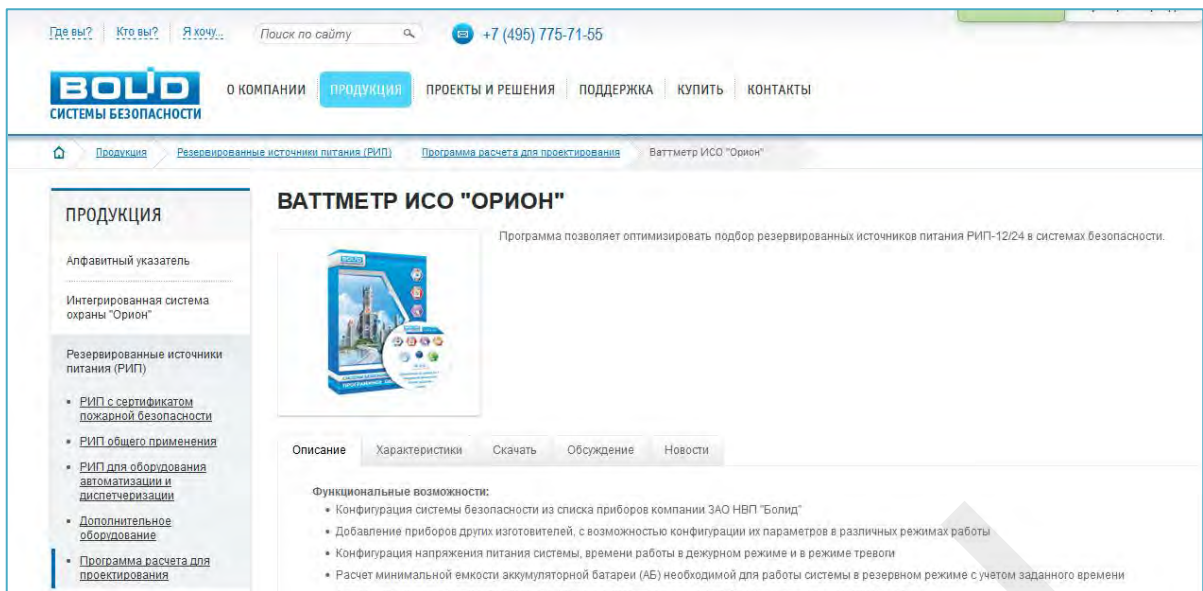 Где вы? Кто вы? Я хочу... Поиск по сайту +7 (495) 775-71-55
BOLID
СИСТЕМЫ БЕЗОПАСНОСТИ
О КОМПАНИИ ПРОДУКЦИЯ ПРОЕКТЫ И РЕШЕНИЯ ПОДДЕРЖКА КУПИТЬ КОНТАКТЫ
Продукция Резервированные источники питания (РИП) Программа расчета для проектирования Ваттметр ИСО "Орион"
ПРОДУКЦИЯ
Алфавитный указатель
Интегрированная система
охраны "Орион"
Резервированные источники
питания (РИП)
• РИП с сертификатом
пожарной безопасности
• РИП общего применения
• РИП для оборудования
автоматизации и
диспетчеризации
• Дополнительное
оборудование
• Программа расчета для
проектирования
ВАТТМЕТР ИСО "ОРИОН"
Программа позволяет оптимизировать подбор резервированных источников питания РИП-12/24 в системах безопасности.
Описание Характеристики Скачать Обсуждение Новости
Функциональные возможности:
• Конфигурация системы безопасности из списка приборов компании ЗАО НВП "Болид"
• Добавление приборов других изготовителей, с возможностью конфигурации их параметров в различных режимах работы
• Конфигурация напряжения питания системы, времени работы в дежурном режиме и в режиме тревоги
• Расчет минимальной емкости аккумуляторной батареи (АБ) необходимой для работы системы в резервном режиме с учетом заданного времени